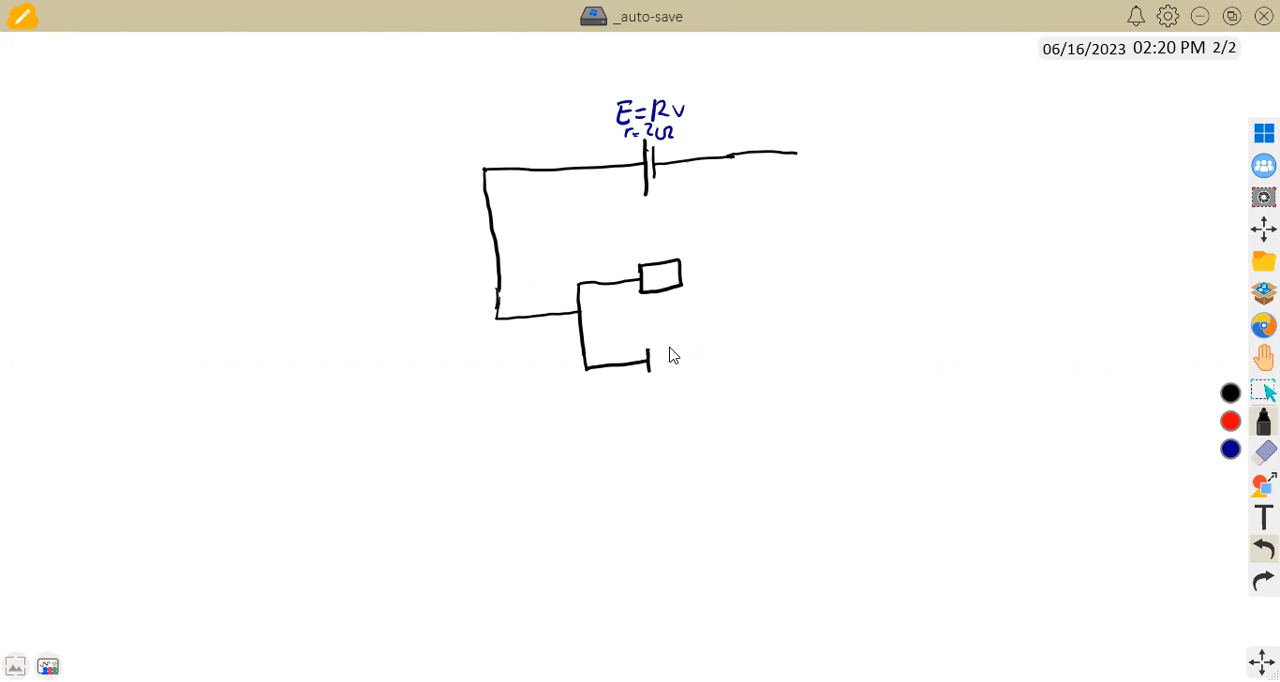 _auto-save
06/16/2023 02:20 PM 2/2
E=12v
r=2Ω
T